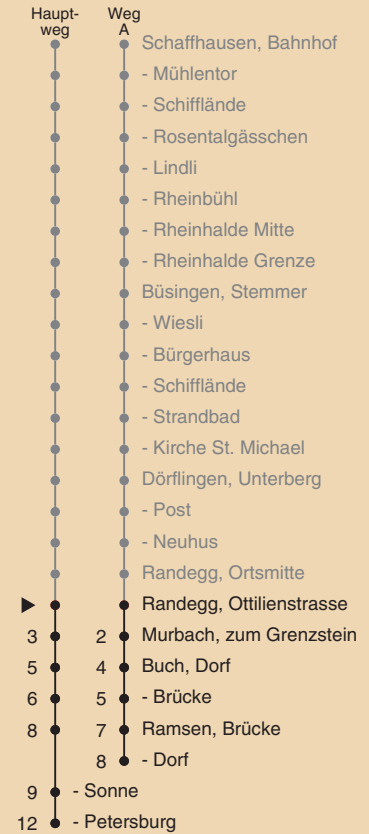 Haupt- Weg
weg A
Schaffhausen, Bahnhof
- Mühlentor
- Schifflände
- Rosentalgässchen
- Lindli
- Rheinbühl
- Rheinhalde Mitte
- Rheinhalde Grenze
Büsingen, Stemmer
- Wiesli
- Bürgerhaus
- Schifflände
- Strandbad
- Kirche St. Michael
Dörflingen, Unterberg
- Post
- Neuhus
Randegg, Ortsmitte
Randegg, Ottilienstrasse
3 2 Murbach, zum Grenzstein
5 4 Buch, Dorf
6 5 - Brücke
8 7 Ramsen, Brücke
8 - Dorf
9 - Sonne
12 - Petersburg